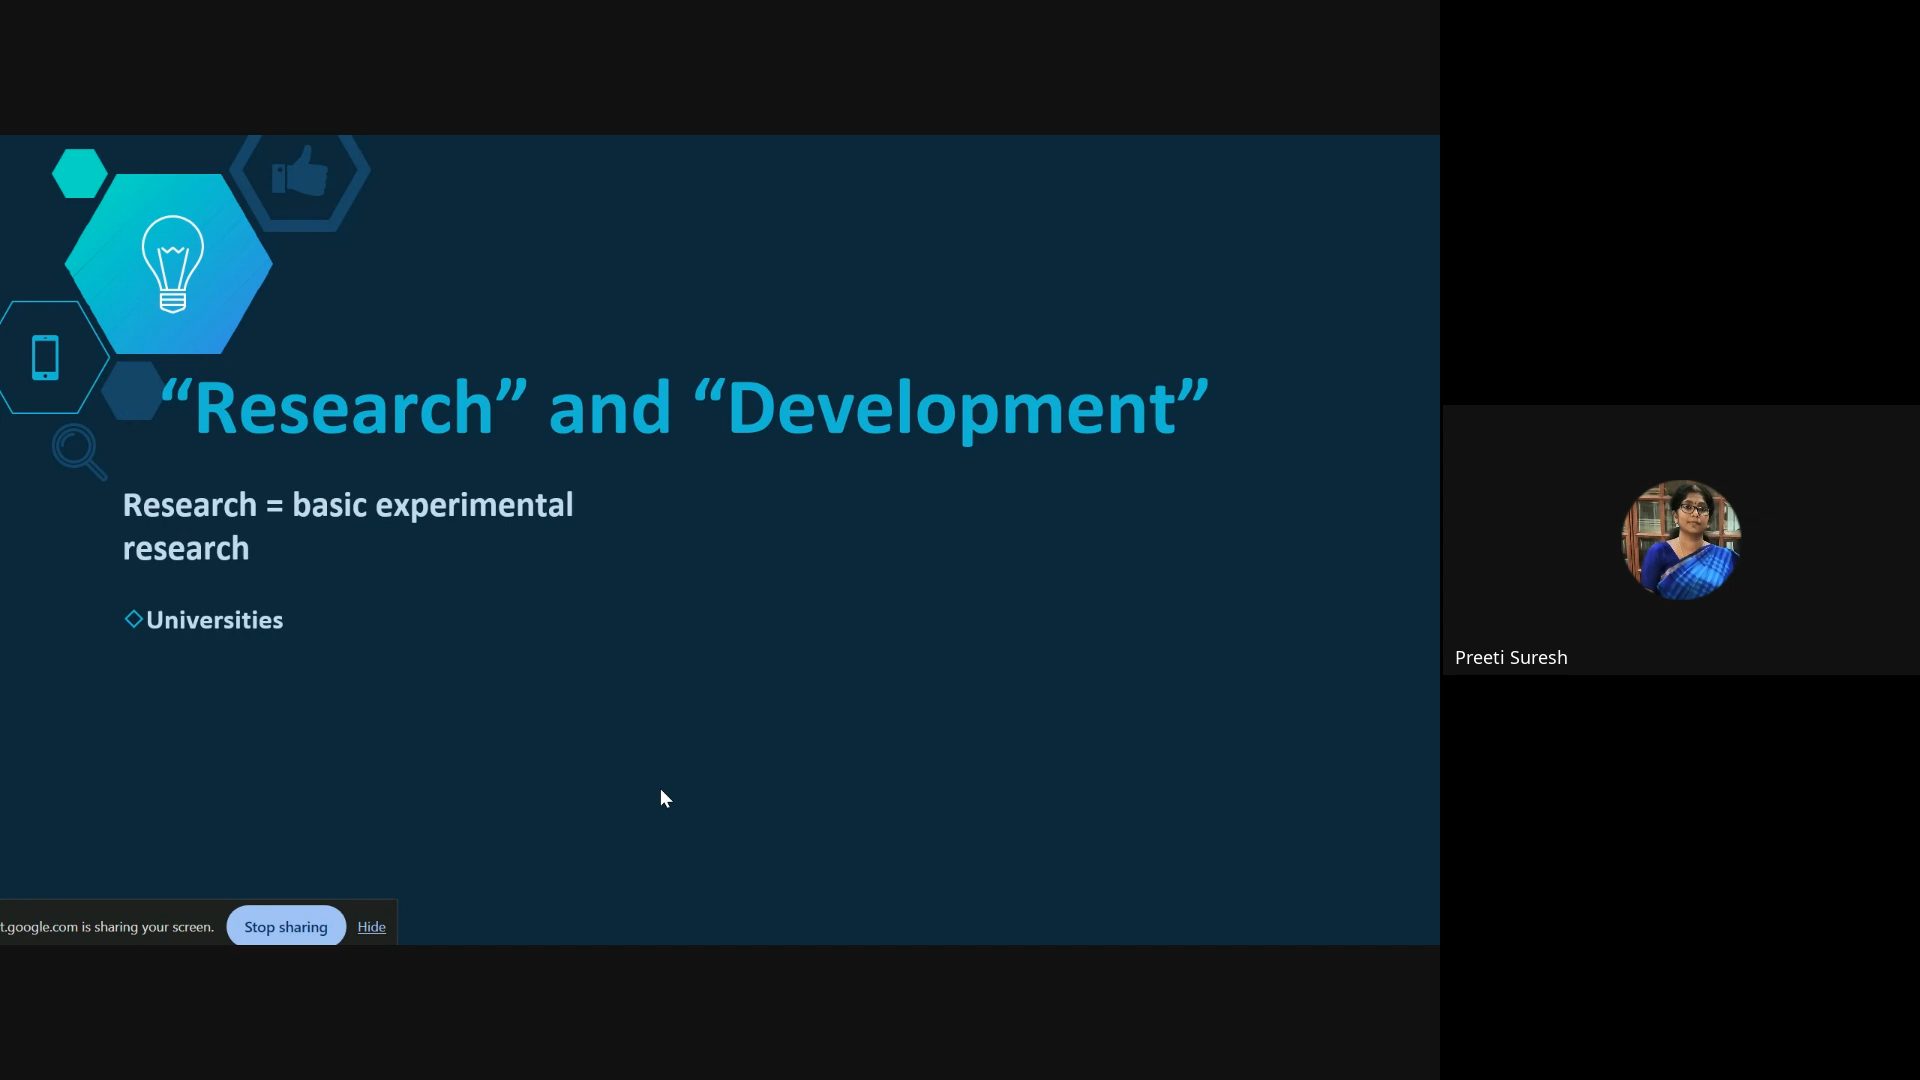 “Research” and “Development”
Research = basic experimental
research
Universities
t.google.com is sharing your screen.
Stop sharing
Hide
Preeti Suresh